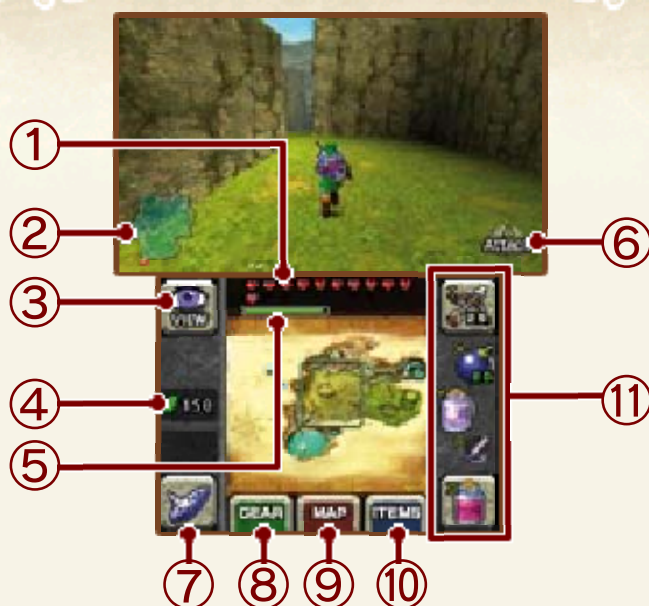 ①
②
ATTACK
⑥
③
VIEW
④
150
⑤
⑪
GEAR
MAP
ITEMS
⑦
⑧
⑨
⑩